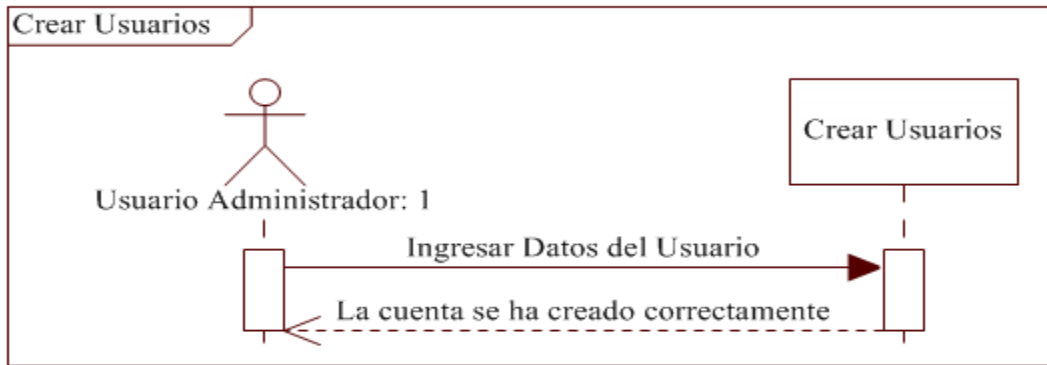 Crear Usuarios
Crear Usuarios
Usuario Administrador: 1
Ingresar Datos del Usuario
La cuenta se ha creado correctamente